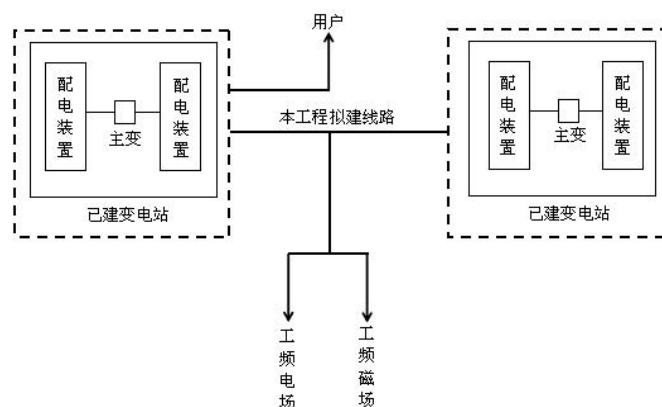 用户
配电装置
主变
配电装置
已建变电站
本工程拟建线路
配电装置
主变
配电装置
已建变电站
工频电场
工频磁场